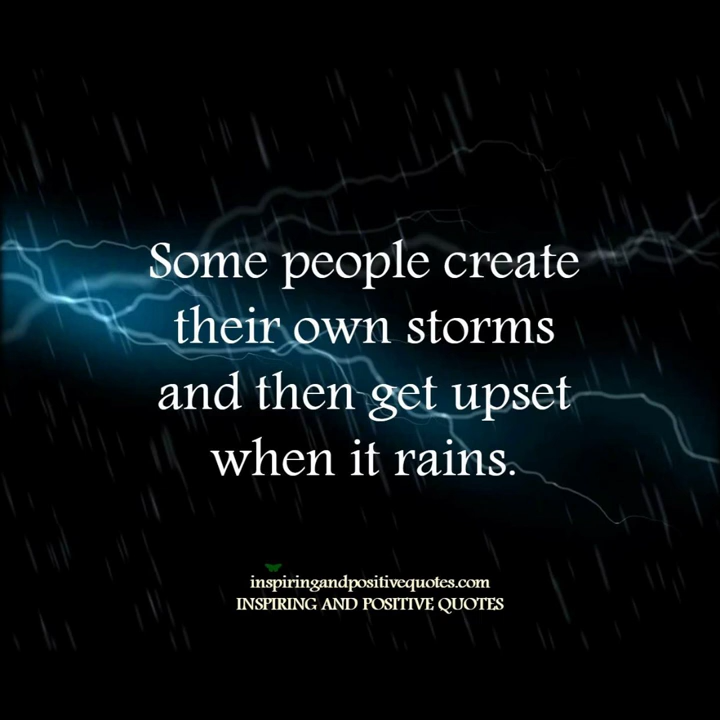 Some people create
their own storms
and then get upset
when it rains.
inspiringandpositivequotes.com
INSPIRING AND POSITIVE QUOTES